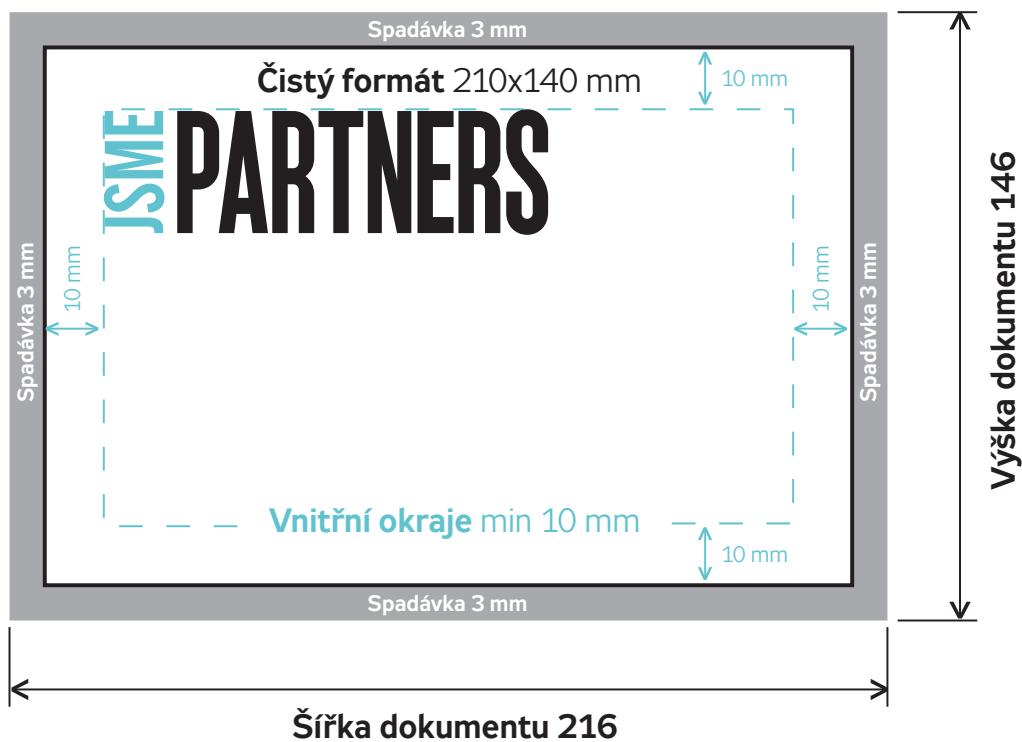 Spadávka 3 mm
Čistý formát 210x140 mm
10 mm
JSME
PARTNERS
Spadávka 3 mm
10 mm
10 mm
Spadávka 3 mm
Výška dokumentu 146
Vnitřní okraje min 10 mm
10 mm
Spadávka 3 mm
Šířka dokumentu 216